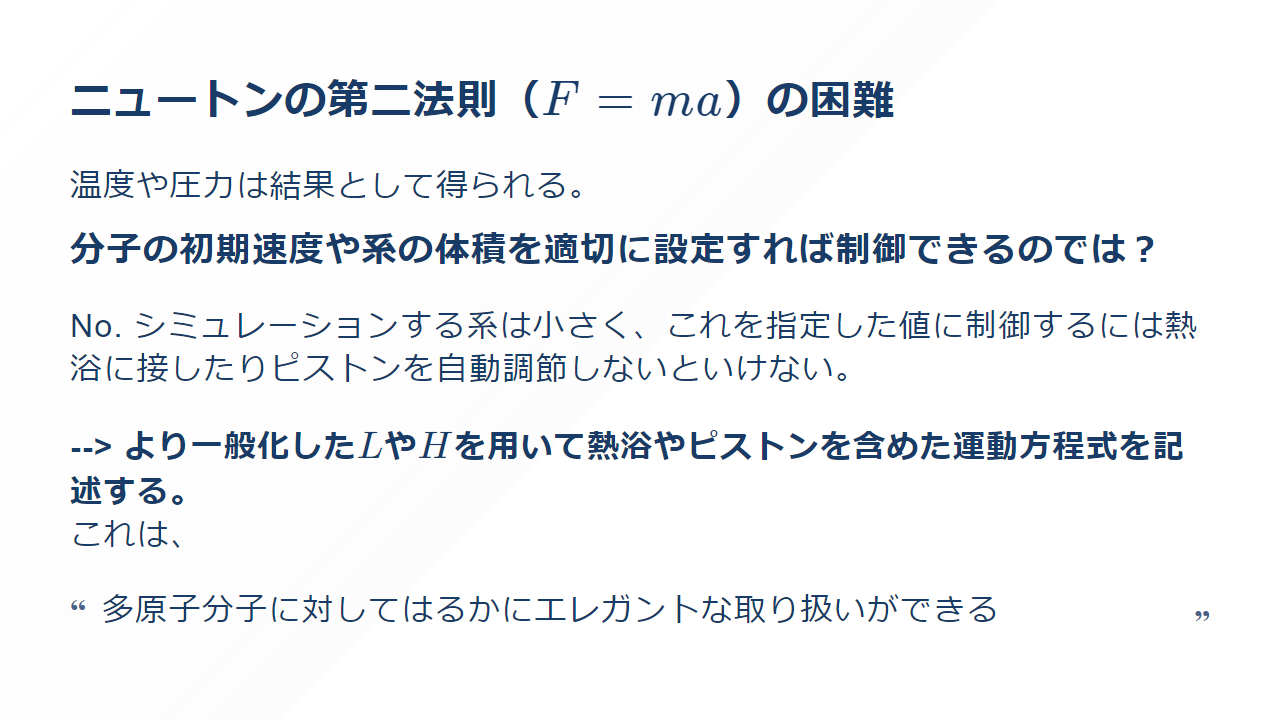 ニュートンの第二法則（F = ma）の困難
温度や圧力は結果として得られる。
分子の初期速度や系の体積を適切に設定すれば制御できるのでは？
No. シミュレーションする系は小さく、これを指定した値に制御するには熱
浴に接したりピストンを自動調節しないといけない。
--> より一般化したLやHを用いて熱浴やピストンを含めた運動方程式を記
述する。
これは、
“ 多原子分子に対してはるかにエレガントな取り扱いができる ”